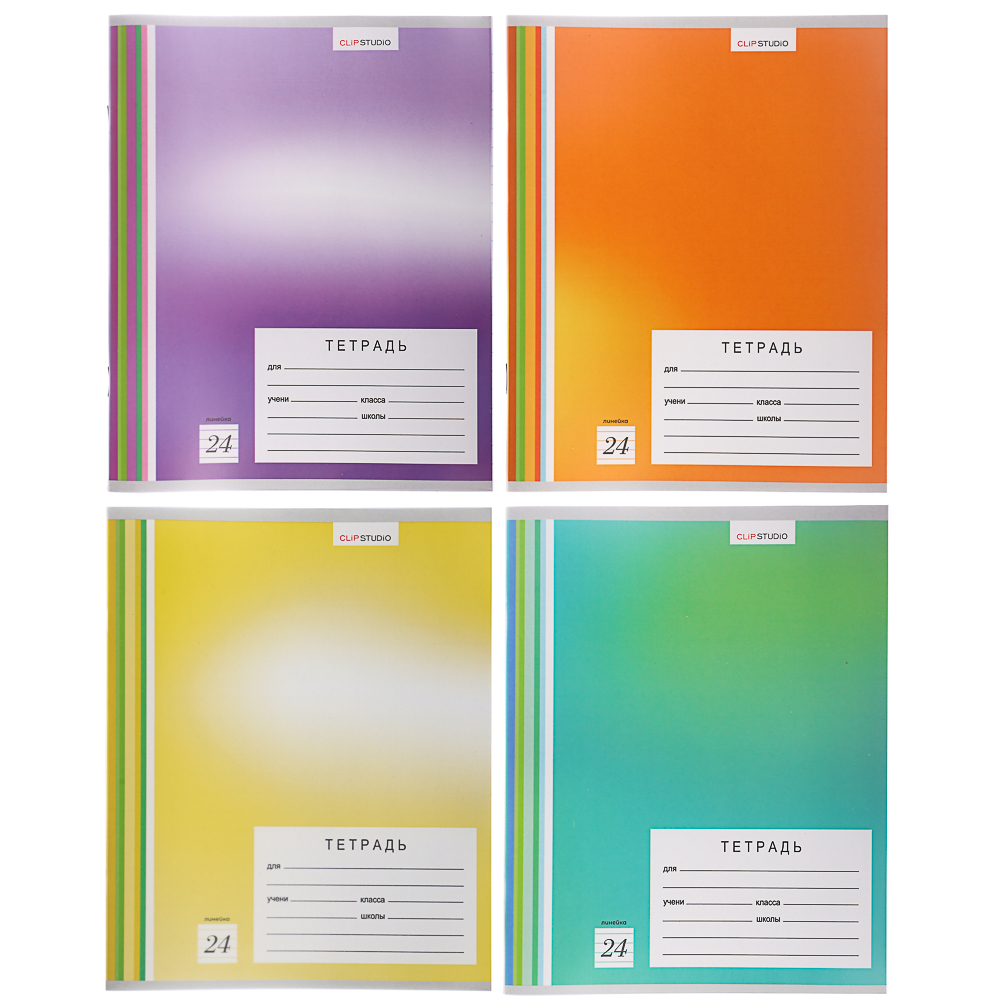 CLiPSTUDiO
ТЕТРАДЬ
для
учени класса
школы
линейка
24
CLiPSTUDiO
ТЕТРАДЬ
для
учени класса
школы
линейка
24
CLiPSTUDiO
ТЕТРАДЬ
для
учени класса
школы
линейка
24
CLiPSTUDiO
ТЕТРАДЬ
для
учени класса
школы
линейка
24